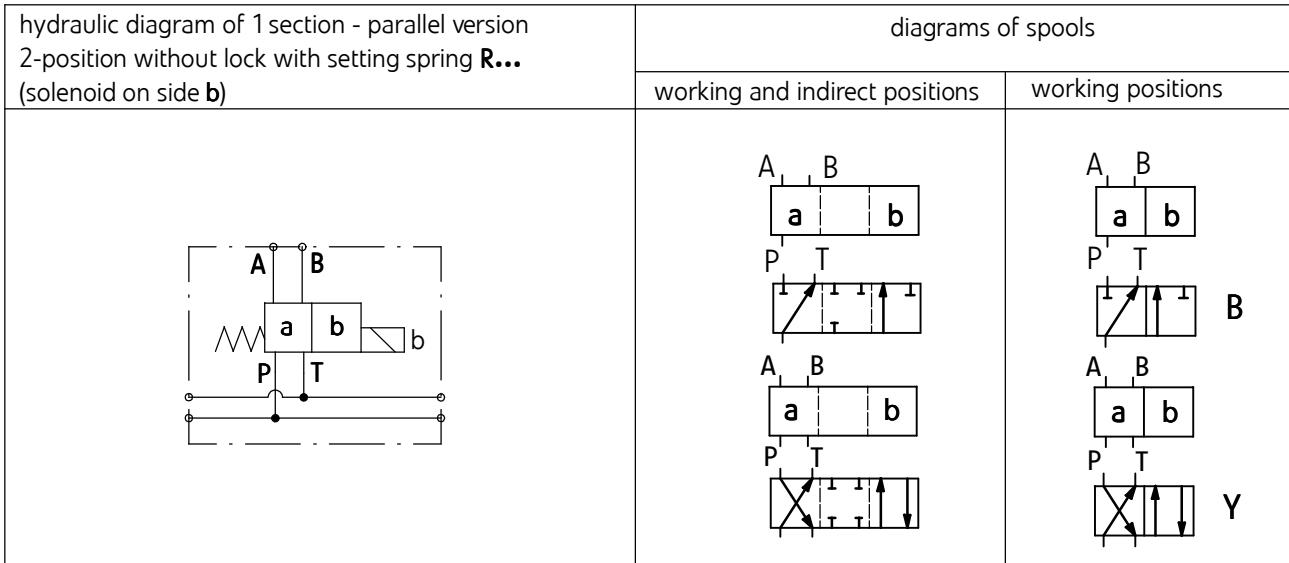 hydraulic diagram of 1 section - parallel version
2-position without lock with setting spring R...
(solenoid on side b)
diagrams of spools
working and indirect positions
working positions
A B
a b
b
P T
A B
a b
P T
A B
a b
P T
A B
a b
P T
B
A B
a b
P T
Y